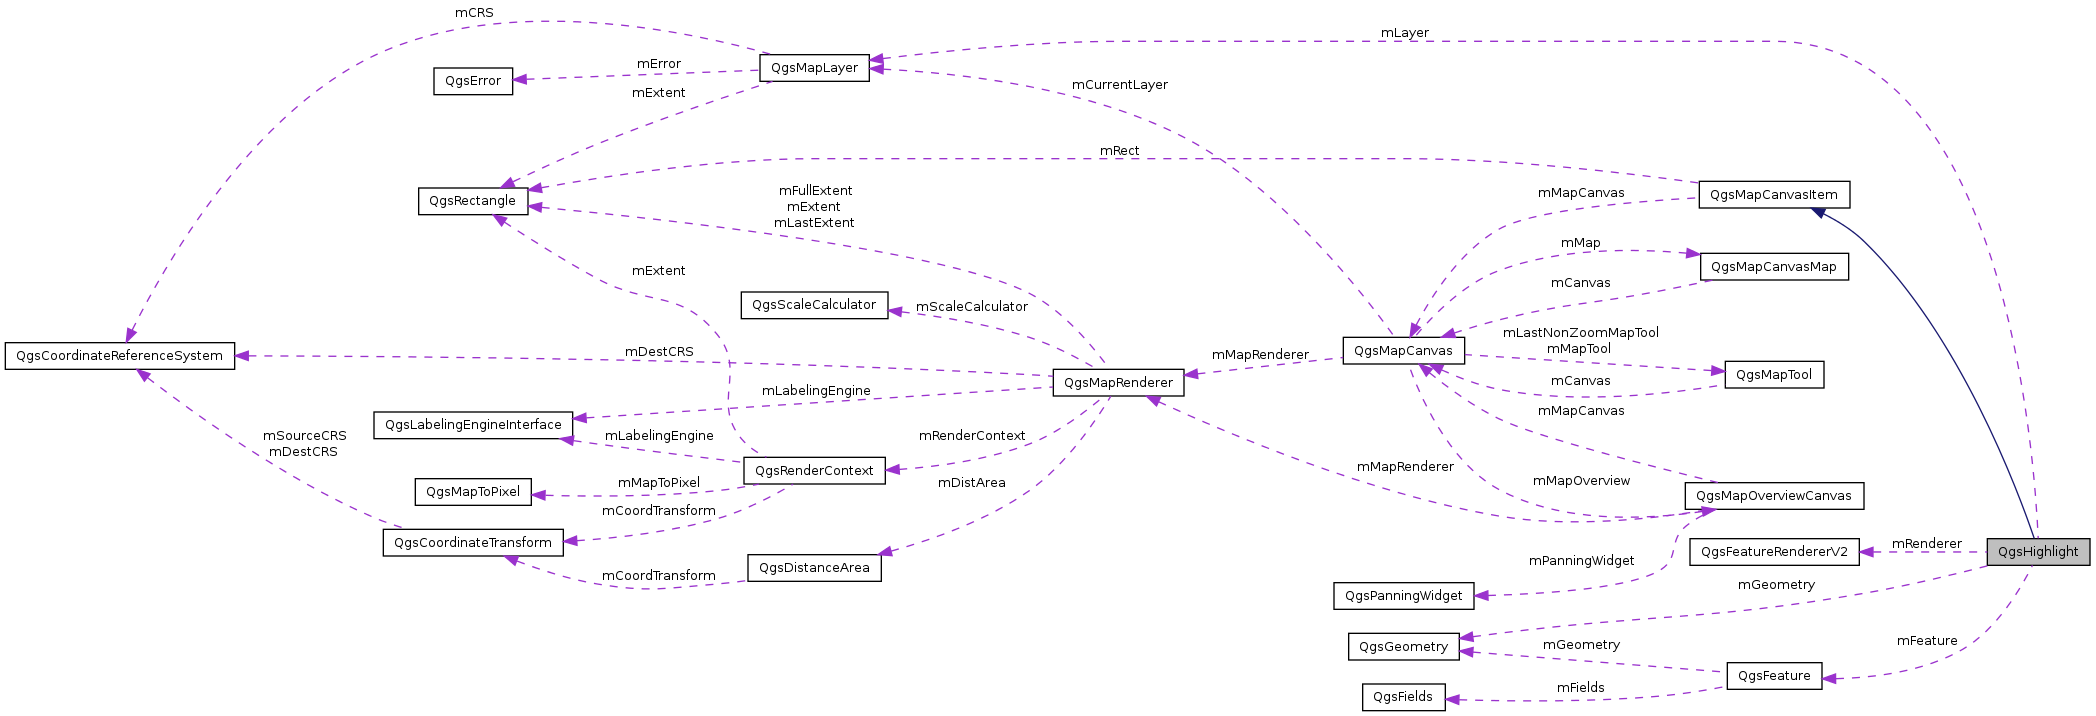 mCRS
mLayer
QgsMapLayer
mError
QgsError
mCurrentLayer
mExtent
mRect
mFullExtent
mExtent
mLastExtent
QgsRectangle
mMapCanvas
QgsMapCanvasItem
mMap
QgsMapCanvasMap
mExtent
mCanvas
QgsScaleCalculator
mScaleCalculator
mLastNonZoomMapTool
mMapTool
QgsCoordinateReferenceSystem
mDestCRS
mMapRenderer
QgsMapCanvas
QgsMapRenderer
QgsMapTool
mCanvas
mLabelingEngine
mMapCanvas
QgsLabelingEngineInterface
mSourceCRS
mDestCRS
mLabelingEngine
mRenderContext
QgsRenderContext
mMapRenderer
mMapToPixel
mDistArea
mMapOverview
QgsMapToPixel
QgsMapOverviewCanvas
mCoordTransform
QgsCoordinateTransform
QgsFeatureRendererV2
mRenderer
QgsHighlight
mPanningWidget
QgsDistanceArea
mCoordTransform
mGeometry
QgsPanningWidget
QgsGeometry
mGeometry
mFeature
QgsFeature
mFields
QgsFields